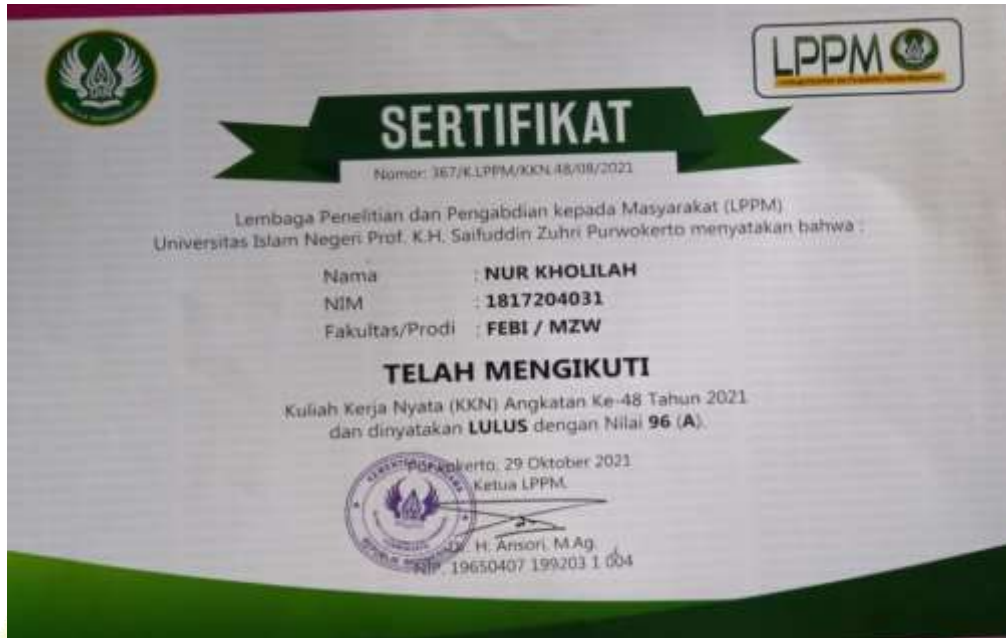 LPPM
SERTIFIKAT
Nomor: 367/K.LPPM/KKN.48/08/2021
Lembaga Penelitian dan Pengabdian kepada Masyarakat (LPPM)
Universitas Islam Negeri Prof. K.H. Saifuddin Zuhri Purwokerto menyatakan bahwa :
Nama : NUR KHOLILAH
NIM : 1817204031
Fakultas/Prodi : FEBI / MZW
TELAH MENGIKUTI
Kuliah Kerja Nyata (KKN) Angkatan Ke-48 Tahun 2021
dan dinyatakan LULUS dengan Nilai 96 (A).
Purwokerto, 29 Oktober 2021
Ketua LPPM,
H. Ansori, M.Ag.
NIP. 19650407 199203 1 004